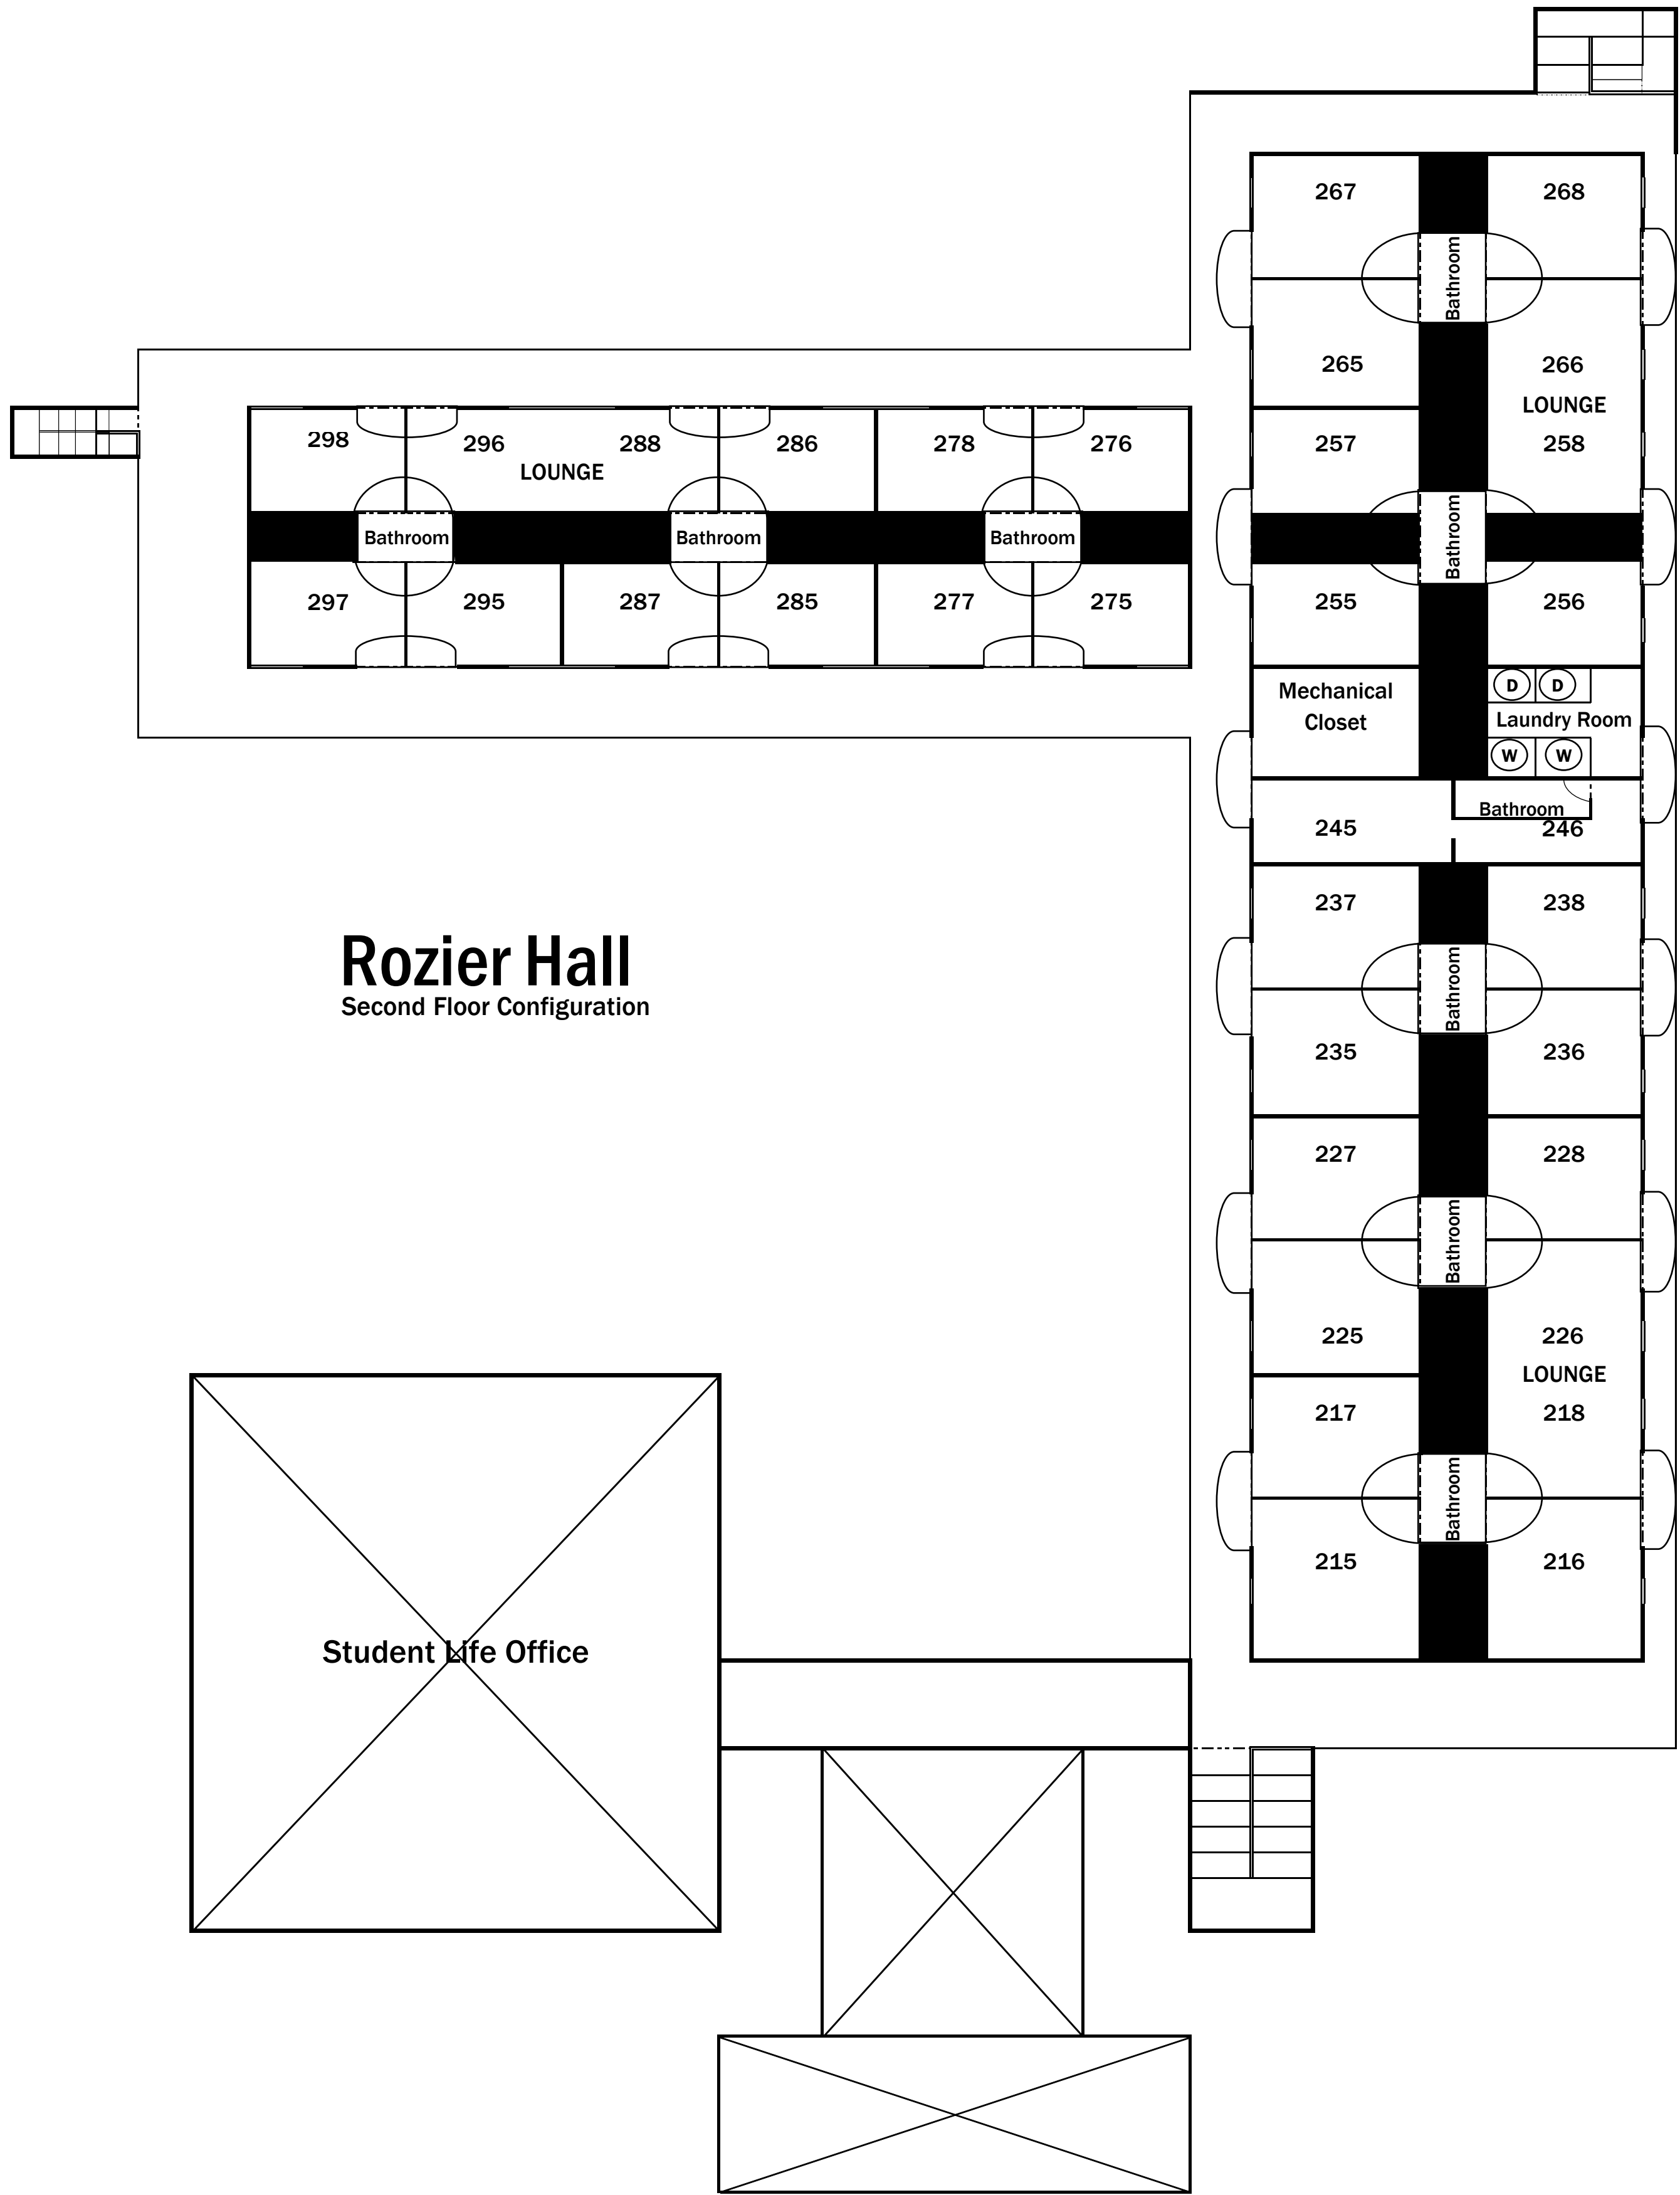 267
268
Bathroom
265
266
LOUNGE
257
258
298
296
288
286
278
276
LOUNGE
Bathroom
Bathroom
Bathroom
Bathroom
297
295
287
285
277
275
255
256
Mechanical
Closet
D
D
Laundry Room
W
W
Bathroom
245
246
237
238
Rozier Hall
Second Floor Configuration
Bathroom
235
236
227
228
Bathroom
225
226
LOUNGE
217
218
Bathroom
215
216
Student Life Office